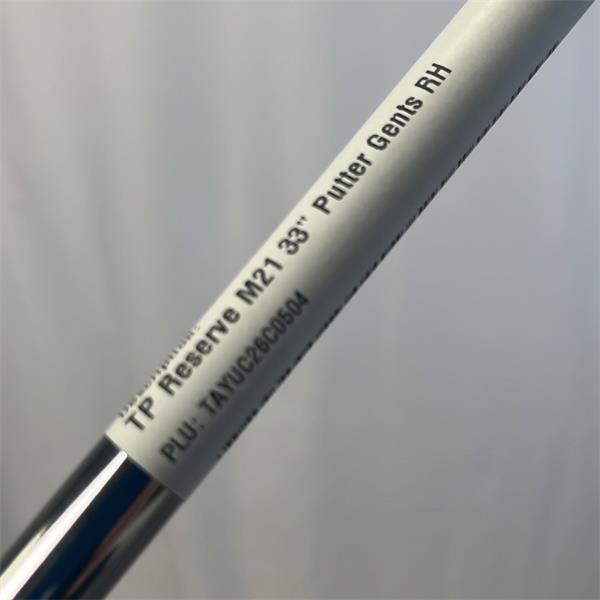 TP Reserve M21 33" Putter Gents RH
PLU: TAYUC26C0504